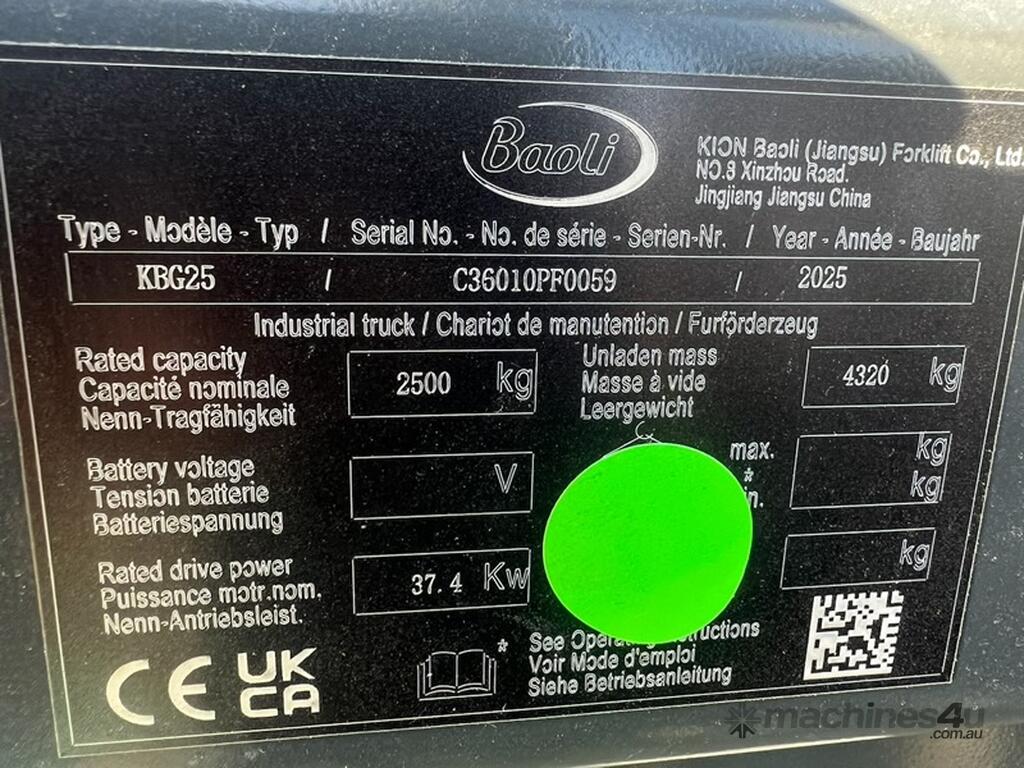 Baoli
KION Baoli (Jiangsu) Forklift Co., Ltd.
NO.8 Xinzhou Road.
Jingjiang Jiangsu China
Type - Modèle - Typ / Serial No. - No. de série - Serien-Nr. / Year - Année - Baujahr
KBG25 / C36010PF0059 / 2025
Industrial truck / Chariot de manutention / Furförderzeug
Rated capacity
Capacité nominale
Nenn-Tragfähigkeit
2500 kg
Unladen mass
Masse à vide
Leergewicht
4320 kg
Battery voltage
Tension batterie
Batteriespannung
V
max. kg
* kg
Rated drive power
Puissance motr.nom.
Nenn-Antriebsleist.
37.4 Kw
kg
CE
UK
CA
* See
Voir Mode d'emploi
Siehe Betriebsanleitung
machines4u
.com.au